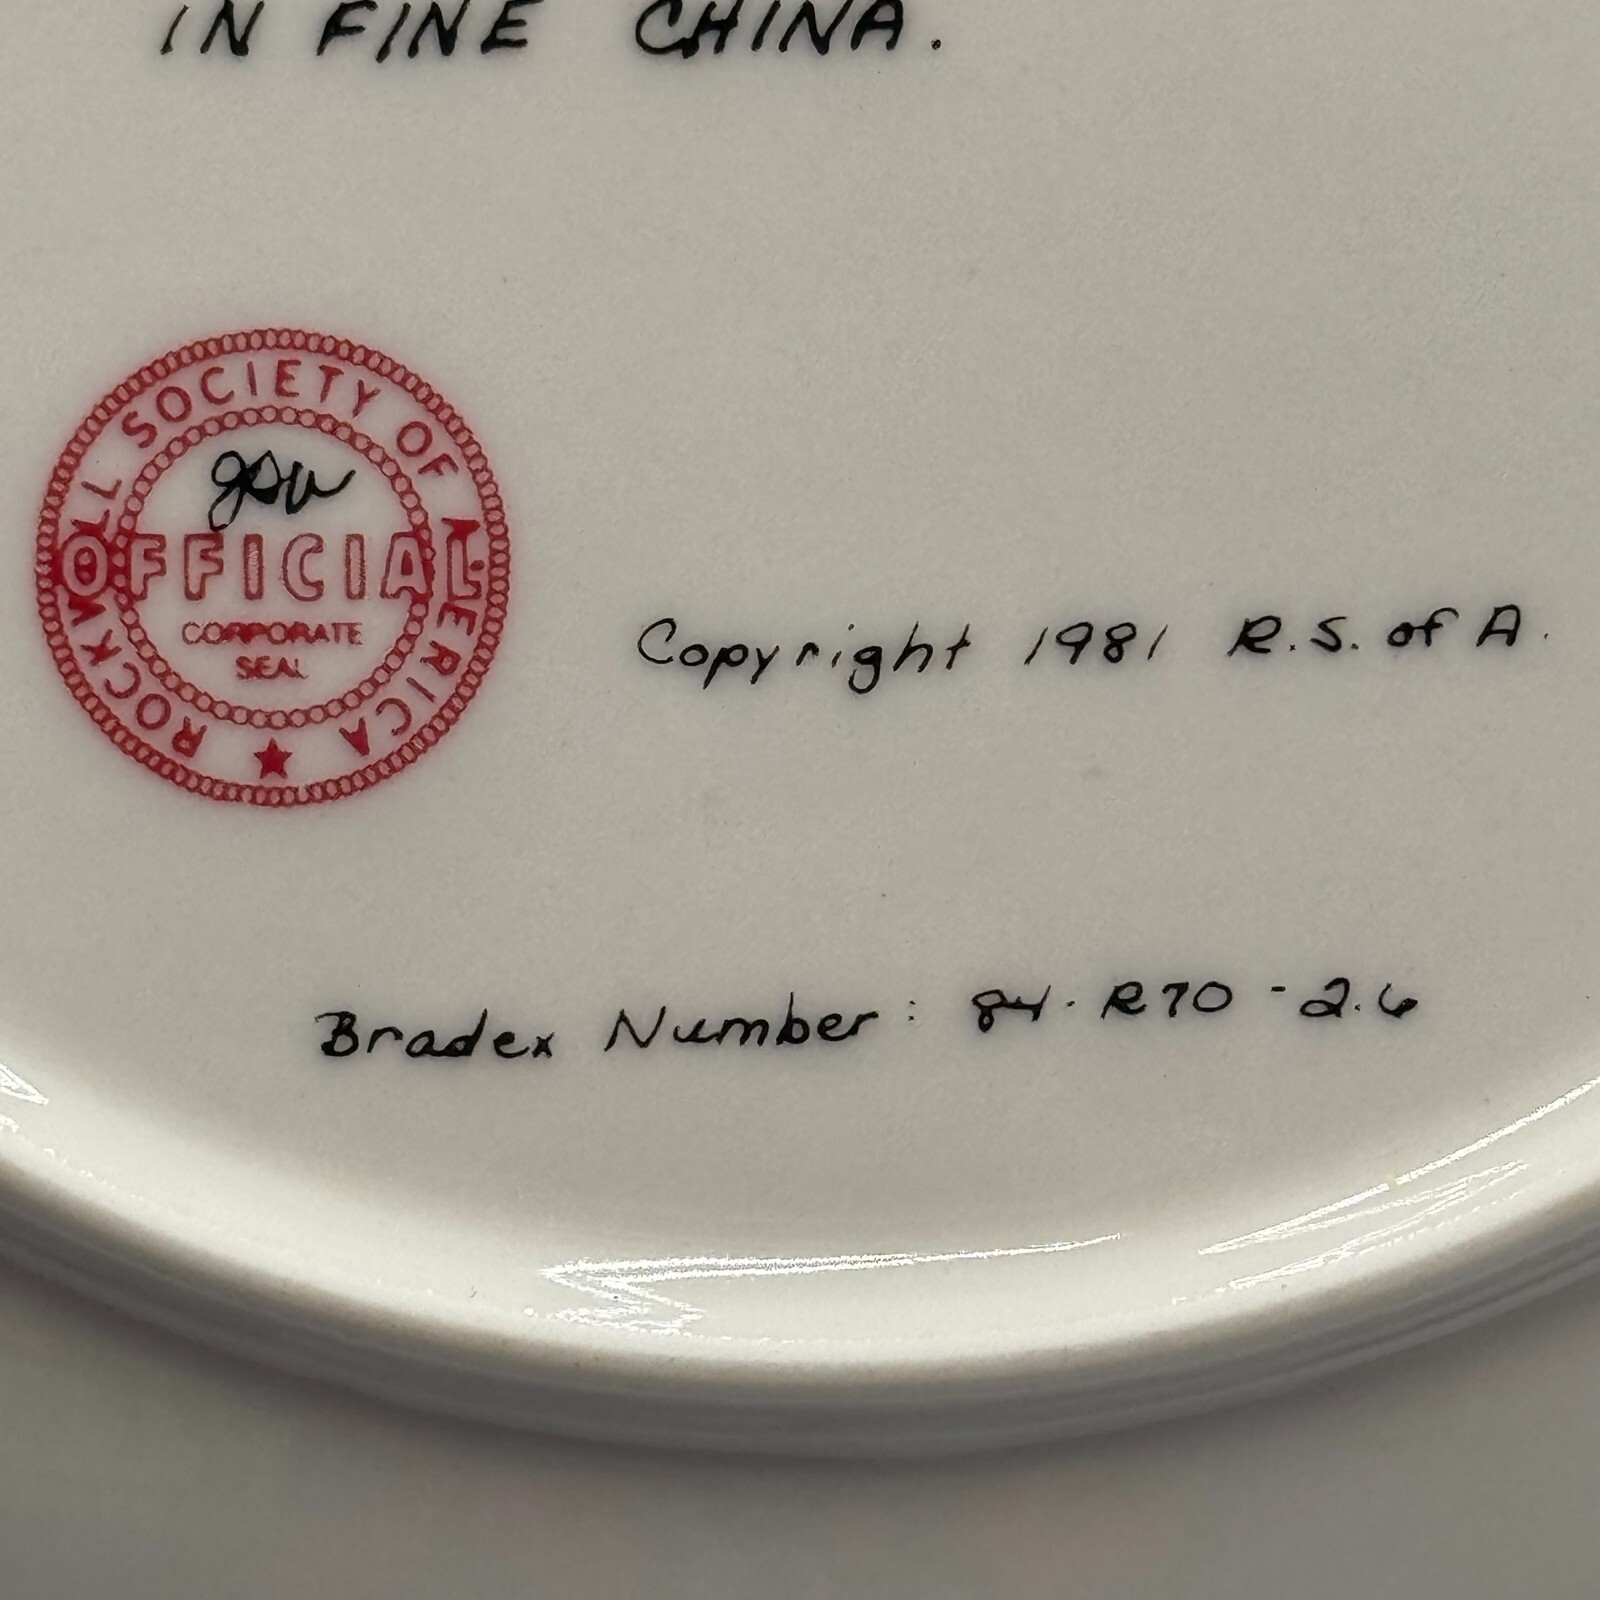 IN FINE CHINA.
ROCKWELL SOCIETY OF AMERICA
OFFICIAL
CORPORATE
SEAL
Copyright 1981 R.S. of A.
Bradex Number: 84-R70-2.6